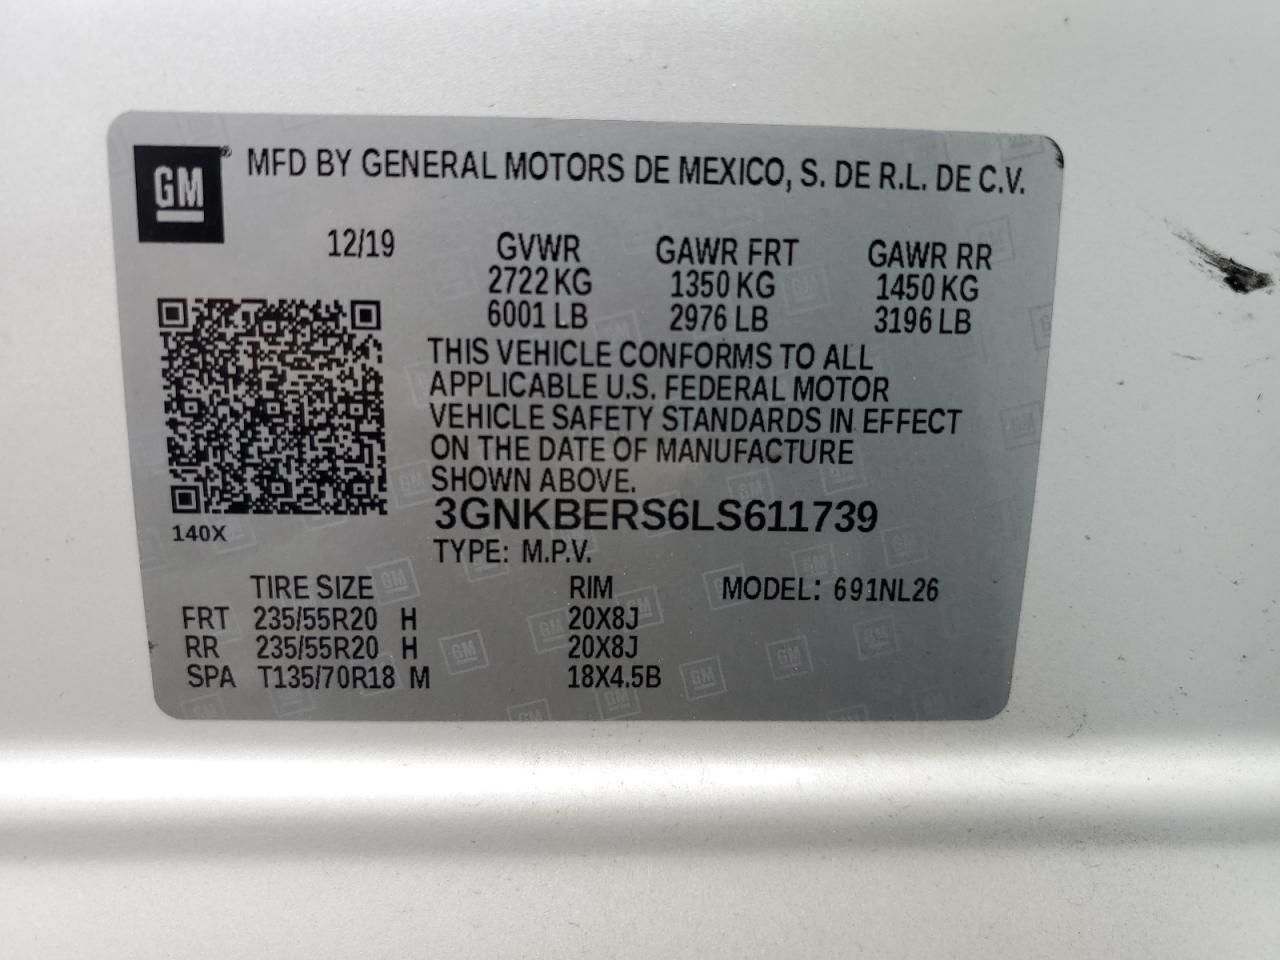 GM® MFD BY GENERAL MOTORS DE MEXICO, S. DE R.L. DE C.V.
12/19 GVWR GAWR FRT GAWR RR
2722 KG 1350 KG 1450 KG
6001 LB 2976 LB 3196 LB
THIS VEHICLE CONFORMS TO ALL
APPLICABLE U.S. FEDERAL MOTOR
VEHICLE SAFETY STANDARDS IN EFFECT
ON THE DATE OF MANUFACTURE
SHOWN ABOVE.
3GNKBERS6LS611739
140X
TYPE: M.P.V.
TIRE SIZE RIM MODEL: 691NL26
FRT 235/55R20 H 20X8J
RR 235/55R20 H 20X8J
SPA T135/70R18 M 18X4.5B